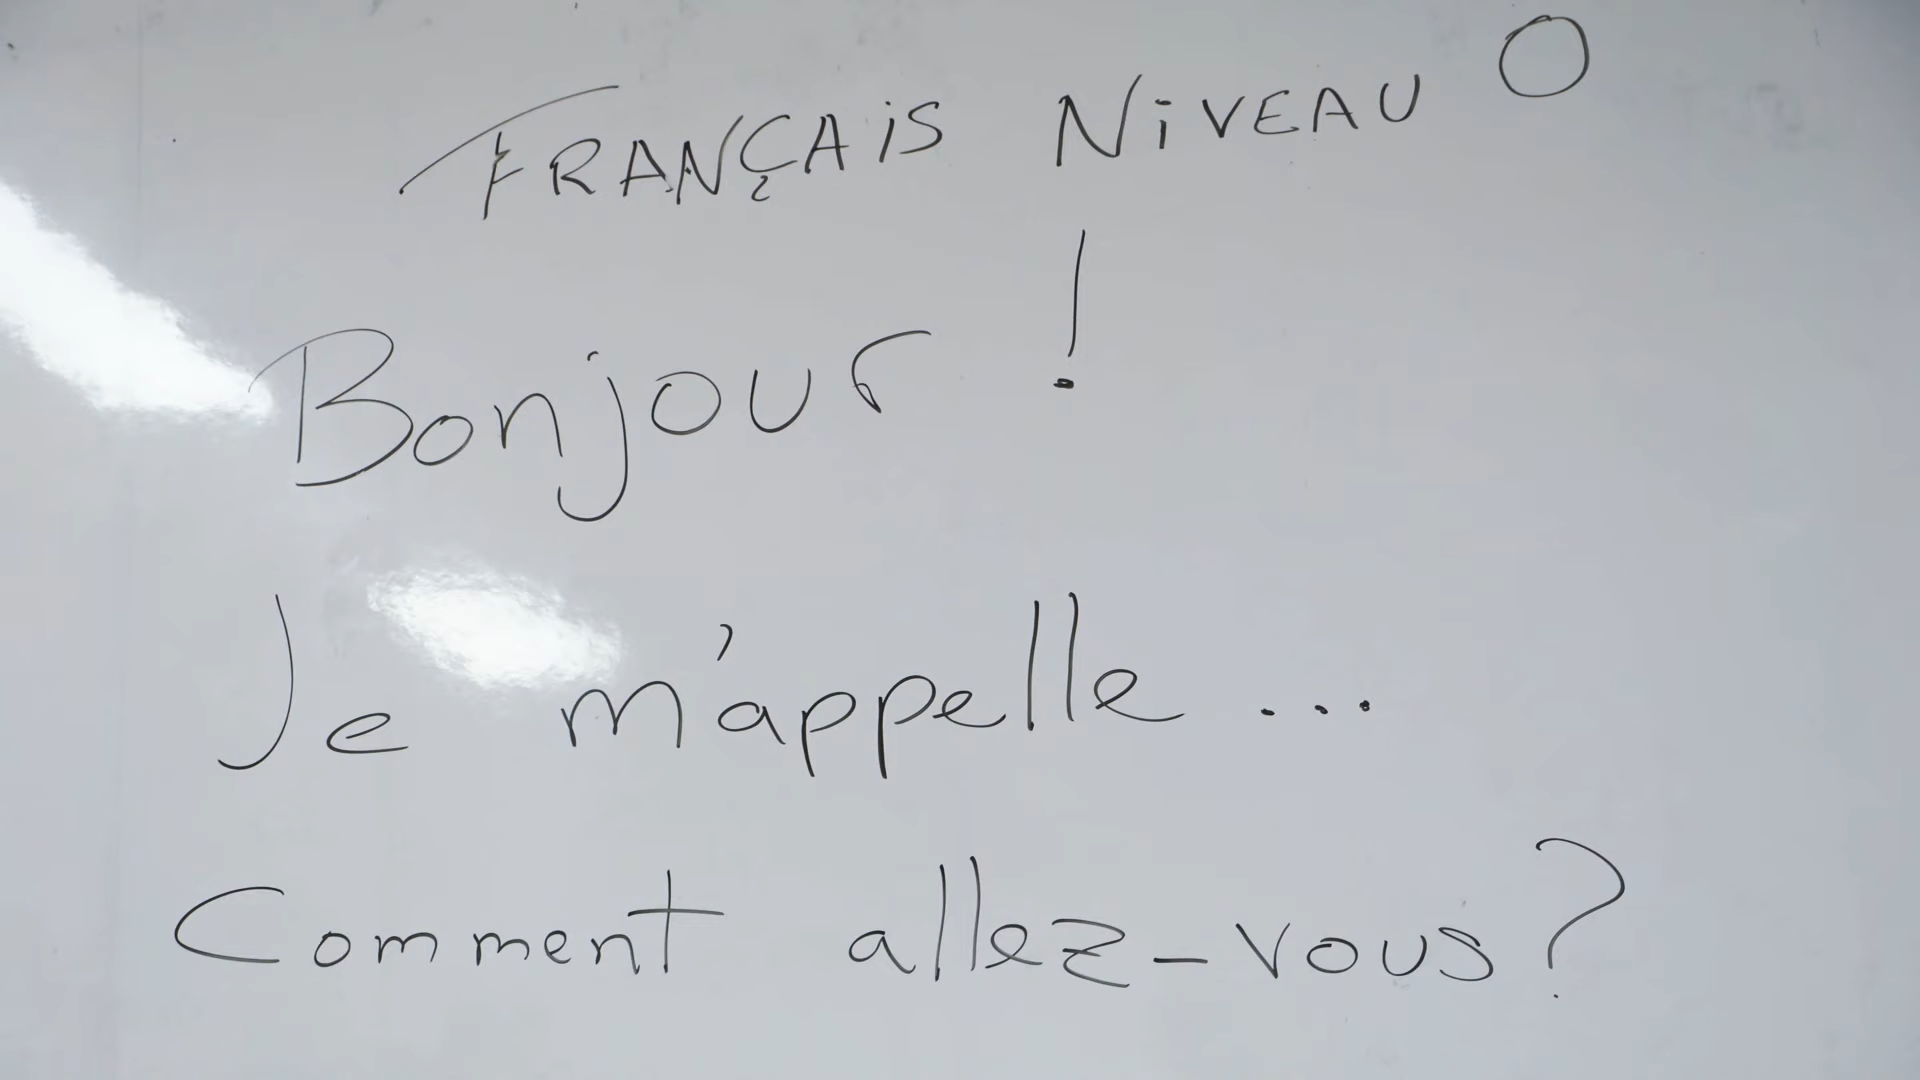 FRANÇAIS NIVEAU 0
Bonjour !
Je m'appelle ...
Comment allez-vous ?